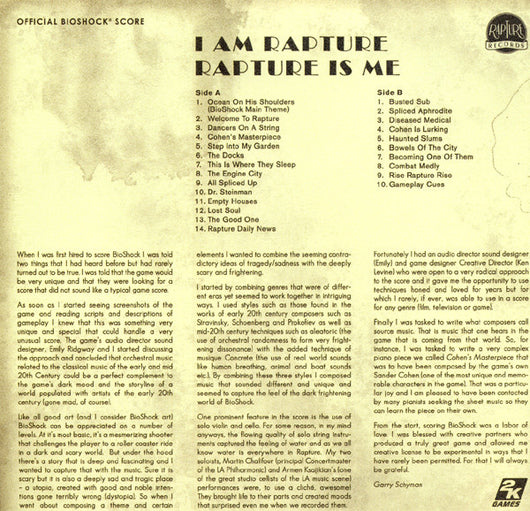 OFFICIAL BIOSHOCK® SCORE
I AM RAPTURE
RAPTURE IS ME
RAPTURE
RECORDS
Side A
1. Ocean On His Shoulders
(BioShock Main Theme)
2. Welcome To Rapture
3. Dancers On A String
4. Cohen's Masterpiece
5. Step Into My Garden
6. The Docks
7. This Is Where They Sleep
8. The Engine City
9. All Spliced Up
10. Dr. Steinman
11. Empty Houses
12. Lost Soul
13. The Good One
14. Rapture Daily News
Side B
1. Busted Sub
2. Spliced Aphrodite
3. Diseased Medical
4. Cohen Is Lurking
5. Haunted Slums
6. Bowels Of The City
7. Becoming One Of Them
8. Combat Medly
9. Rise Rapture Rise
10. Gameplay Cues
When I was first hired to score BioShock I was told
two things that I had heard before but had rarely
turned out to be true. I was told that the game would
be very unique and that they were looking for a
score that did not sound like a typical game score.
As soon as I started seeing screenshots of the
game and reading scripts and descriptions of
gameplay I knew that this was something very
unique and special that could handle a very
unusual score. The game's audio director sound
designer, Emily Ridgway and I started discussing
the approach and concluded that orchestral music
related to the classical music of the early and mid
20th Century could be a perfect complement to
the game's dark mood and the storyline of a
world populated with artists of the early 20th
century (gone mad, of course).
Like all good art (and I consider BioShock art)
BioShock can be appreciated on a number of
levels. At it's most basic, it's a mesmerizing shooter
that challenges the player to a roller coaster ride
in a dark and scary world. But under the hood
there's a story that is deep and fascinating and I
wanted to capture that with the music. Sure it is
scary but it is also a deeply sad and tragic place
- a utopia, created with good and noble inten-
tions gone terribly wrong (dystopia). So when I
went about composing a theme and certain
elements I wanted to combine the seeming contra-
dictory ideas of tragedy/sadness with the deeply
scary and frightening.
I started by combining genres that were of differ-
ent eras yet seemed to work together in intriguing
ways. I used styles such as those found in the
works of early 20th century composers such as
Stravinsky, Schoenberg and Prokofiev as well as
mid-20th century techniques such as aleatoric (the
use of orchestral randomness to form very fright-
ening dissonance) with the added technique of
musique Concrète (the use of real world sounds
like human breathing, animal and boat sounds
etc.). By combining these three styles I composed
music that sounded different and unique and
seemed to capture the feel of the dark frightening
world of BioShock.
One prominent feature in the score is the use of
solo violin and cello. For some reason, in my mind
anyways, the flowing quality of solo string instru-
ments captured the feeling of water and as we all
know water is everywhere in Rapture. My two
soloists, Martin Chalifour (principal Concertmaster
of the LA Philharmonic) and Armen Ksajikian's (one
of the great studio cellists of the LA music scene)
performances were, to use a cliché, awesome!
They brought life to their parts and created moods
that surprised even me when we recorded them.
Fortunately I had an audio director sound designer
(Emily) and game designer Creative Director (Ken
Levine) who were open to a very radical approach
to the score and it gave me the opportunity to use
techniques honed and loved for years but for
which I rarely, if ever, was able to use in a score
for any genre (film, television or game).
Finally I was asked to write what composers call
source music. That is music that one hears in the
game that is coming from that world. So, for
instance, I was tasked to write a very complex
piano piece we called Cohen's Masterpiece that
was to have been composed by the game's own
Sander Cohen (one of the most unique and memo-
rable characters in the game). That was a particu-
lar joy and I am pleased to have been contacted
by many pianists seeking the sheet music so they
can learn the piece on their own.
From the start, scoring BioShock was a labor of
love. I was blessed with creative partners who
produced a truly great game and allowed me
creative license to be experimental in ways that I
have rarely been permitted. For that I will always
be grateful.
Garry Schyman
2K
GAMES